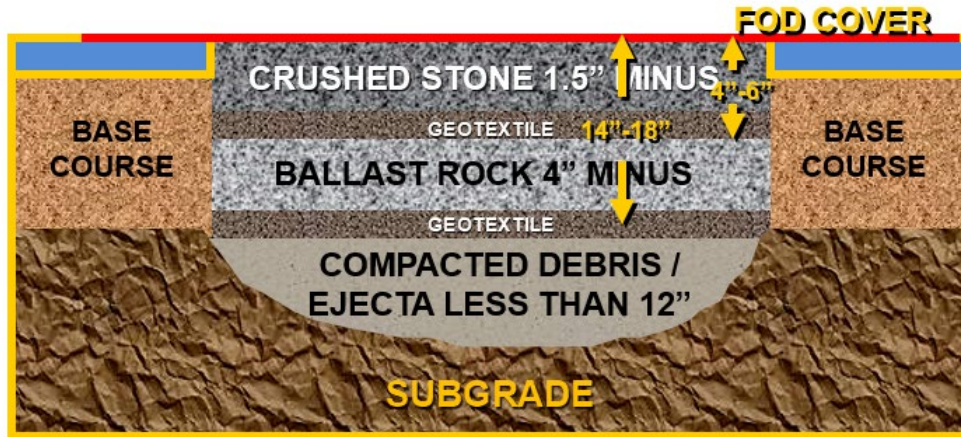 FOD COVER
CRUSHED STONE 1.5” MINUS
4”-6”
BASE
COURSE
GEOTEXTILE
14”-18”
BASE
COURSE
BALLAST ROCK 4” MINUS
GEOTEXTILE
COMPACTED DEBRIS /
EJECTA LESS THAN 12”
SUBGRADE